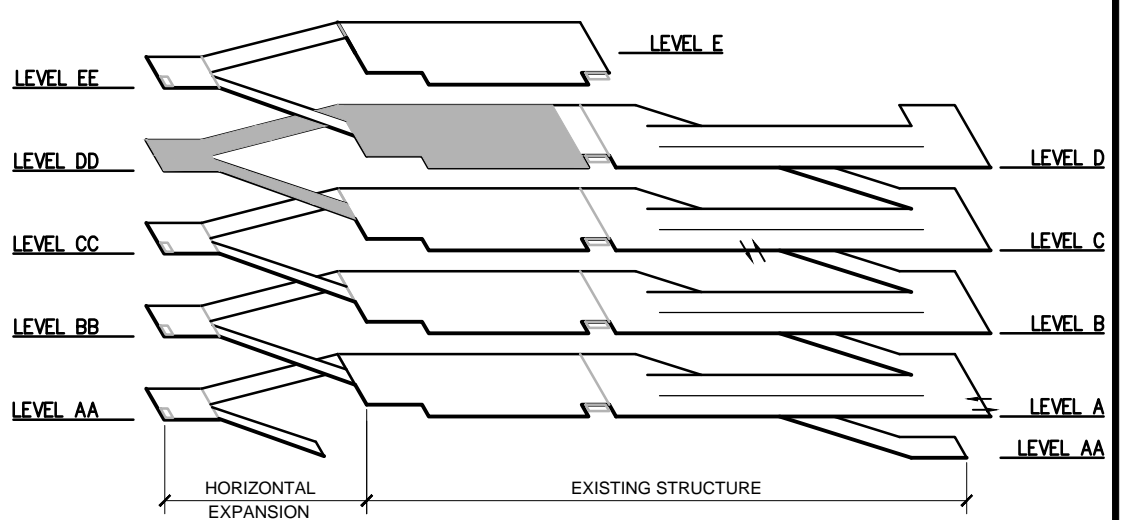 LEVEL E
LEVEL EE
LEVEL DD
LEVEL D
LEVEL CC
LEVEL C
LEVEL BB
LEVEL B
LEVEL AA
LEVEL A
LEVEL AA
HORIZONTAL
EXPANSION
EXISTING STRUCTURE